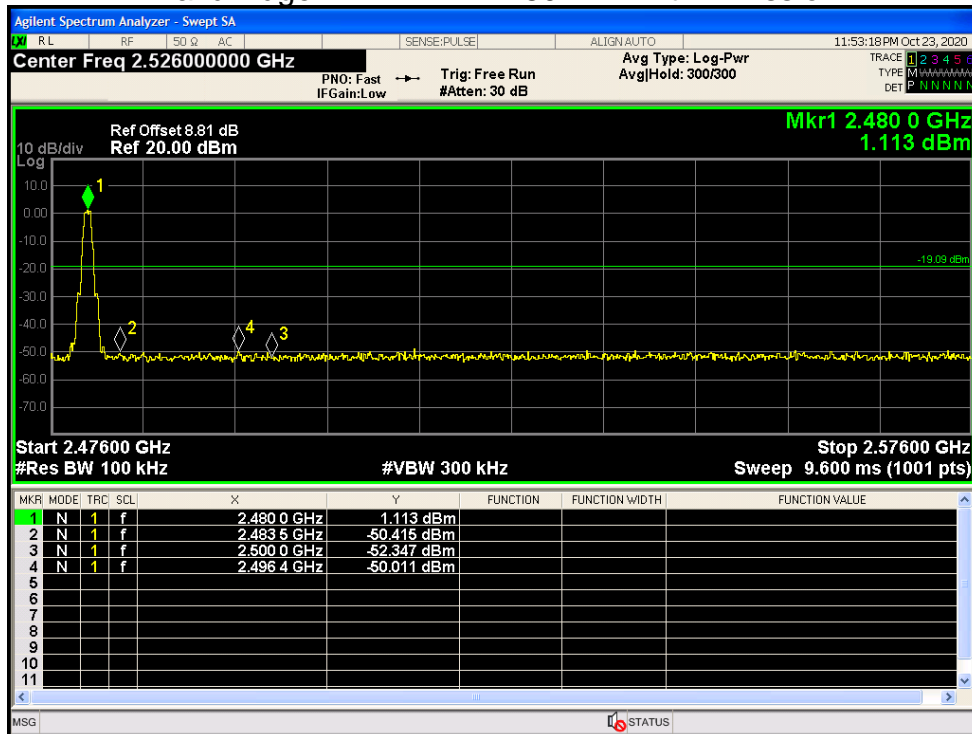 Agilent Spectrum Analyzer - Swept SA
LXI RL RF 50 Ω AC SENSE:PULSE ALIGN AUTO 11:53:18 PM Oct 23, 2020
Center Freq 2.526000000 GHz
PNO: Fast
IFGain:Low
Trig: Free Run
#Atten: 30 dB
Avg Type: Log-Pwr
Avg|Hold: 300/300
TRACE 1 2 3 4 5 6
TYPE M
DET P N N N N N
Mkr1 2.480 0 GHz
1.113 dBm
Ref Offset 8.81 dB
10 dB/div Ref 20.00 dBm
Log
10.0
0.00
-10.0
-20.0
-30.0
-40.0
-50.0
-60.0
-70.0
1
2
4
3
-19.09 dBm
Start 2.47600 GHz Stop 2.57600 GHz
#Res BW 100 kHz #VBW 300 kHz Sweep 9.600 ms (1001 pts)
MKR MODE TRC SCL X Y FUNCTION FUNCTION WIDTH FUNCTION VALUE
1 N 1 f 2.480 0 GHz 1.113 dBm
2 N 1 f 2.483 5 GHz -50.415 dBm
3 N 1 f 2.500 0 GHz -52.347 dBm
4 N 1 f 2.496 4 GHz -50.011 dBm
5
6
7
8
9
10
11
MSG STATUS